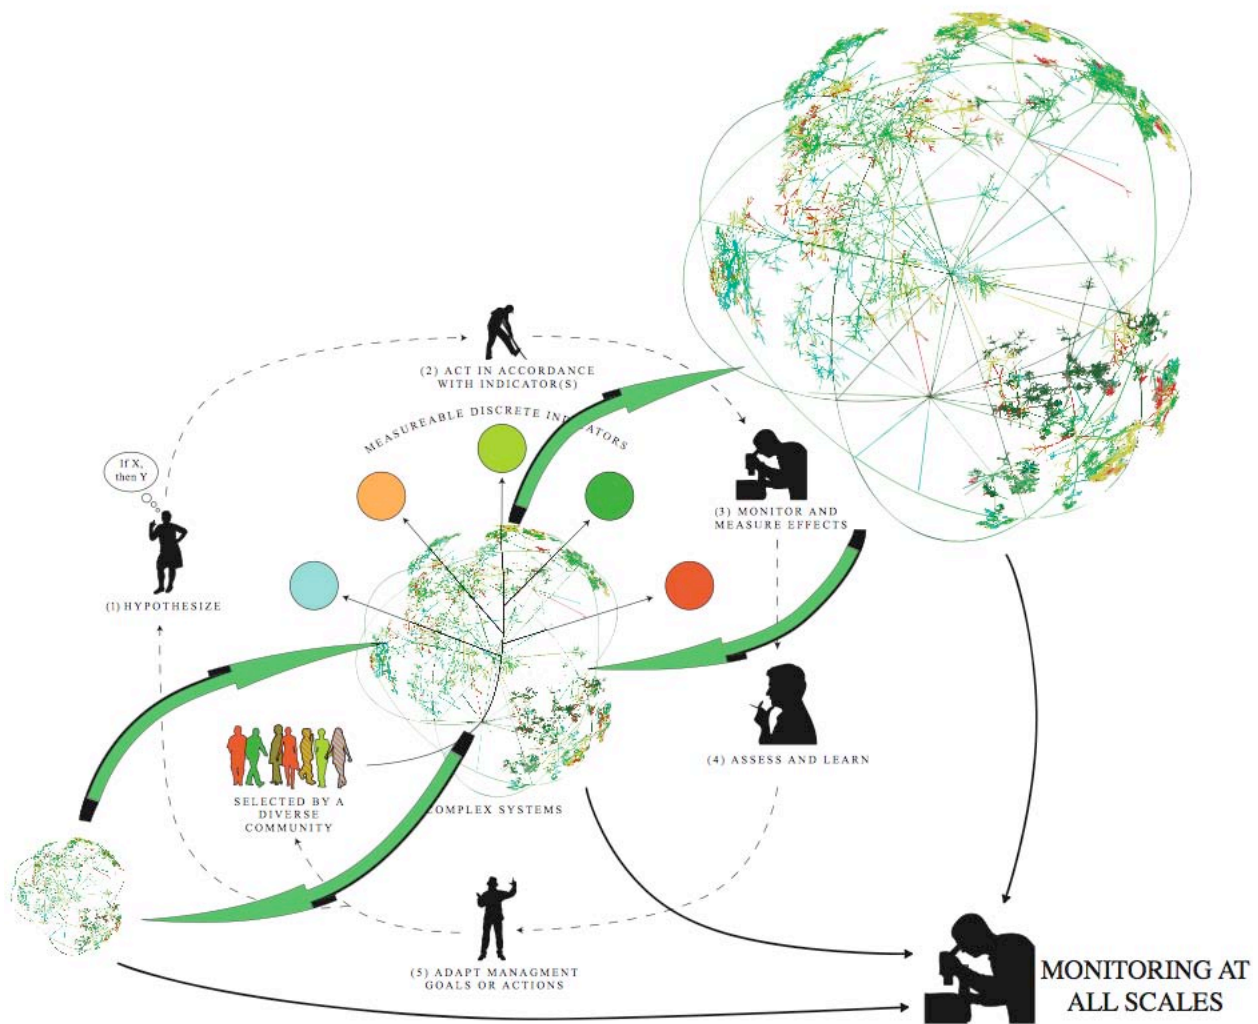 (2) ACT IN ACCORDANCE
WITH INDICATOR(S)
MEASUREABLE DISCRETE IN ATORS
If X,
then Y
(1) HYPOTHESIZE
(3) MONITOR AND
MEASURE EFFECTS
(4) ASSESS AND LEARN
SELECTED BY A
DIVERSE
COMMUNITY
COMPLEX SYSTEMS
(5) ADAPT MANAGMENT
GOALS OR ACTIONS
MONITORING AT
ALL SCALES